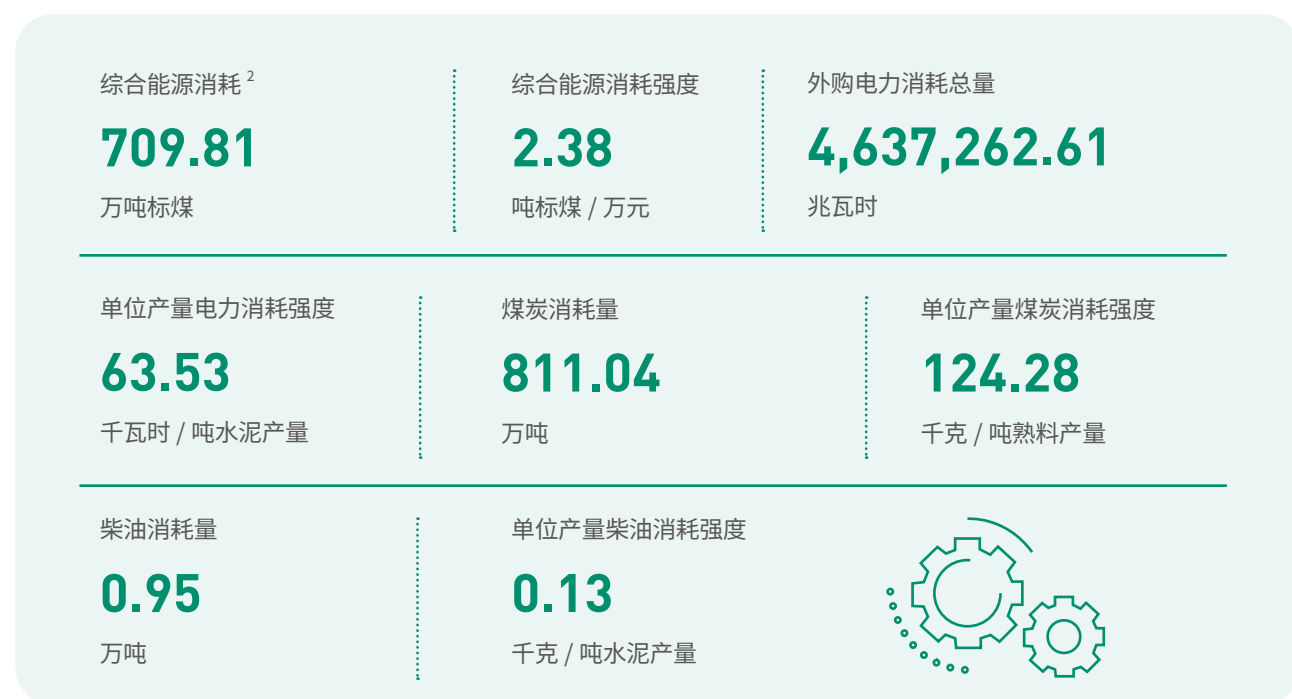 综合能源消耗 2
709.81
万吨标煤
综合能源消耗强度
2.38
吨标煤 / 万元
外购电力消耗总量
4,637,262.61
兆瓦时
单位产量电力消耗强度
63.53
千瓦时 / 吨水泥产量
煤炭消耗量
811.04
万吨
单位产量煤炭消耗强度
124.28
千克 / 吨熟料产量
柴油消耗量
0.95
万吨
单位产量柴油消耗强度
0.13
千克 / 吨水泥产量